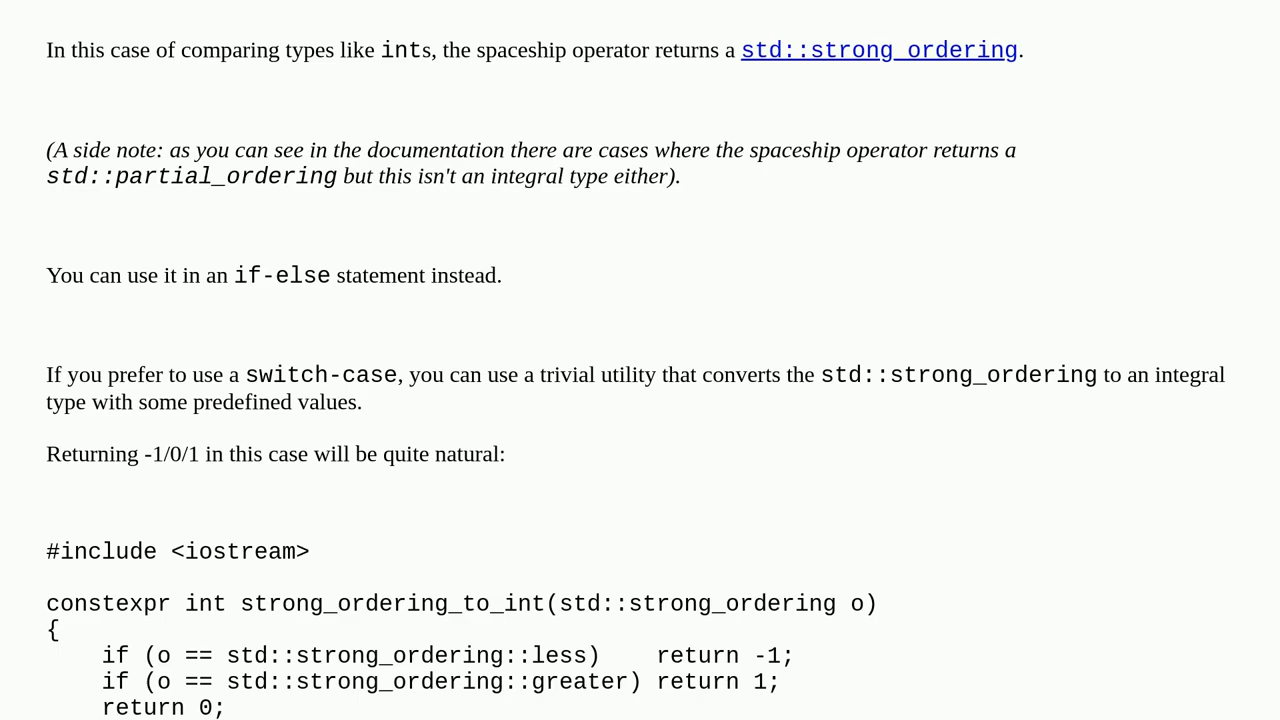 In this case of comparing types like ints, the spaceship operator returns a std::strong_ordering.
(A side note: as you can see in the documentation there are cases where the spaceship operator returns a
std::partial_ordering but this isn't an integral type either).
You can use it in an if-else statement instead.
If you prefer to use a switch-case, you can use a trivial utility that converts the std::strong_ordering to an integral
type with some predefined values.
Returning -1/0/1 in this case will be quite natural:
#include <iostream>
constexpr int strong_ordering_to_int(std::strong_ordering o)
{
    if (o == std::strong_ordering::less)    return -1;
    if (o == std::strong_ordering::greater) return 1;
    return 0;